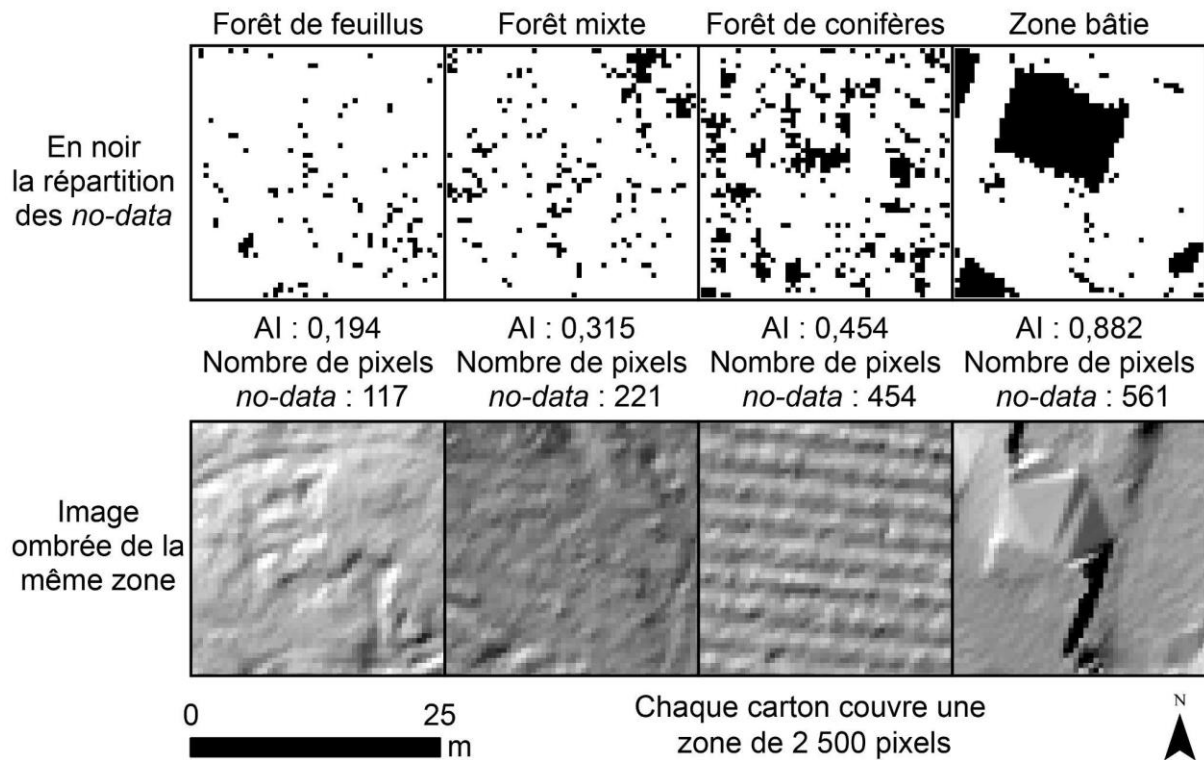 Forêt de feuillus
Forêt mixte
Forêt de conifères
Zone bâtie
En noir
la répartition
des no-data
AI : 0,194
Nombre de pixels
no-data : 117
AI : 0,315
Nombre de pixels
no-data : 221
AI : 0,454
Nombre de pixels
no-data : 454
AI : 0,882
Nombre de pixels
no-data : 561
Image
ombrée de la
même zone
0
25
m
Chaque carton couvre une
zone de 2 500 pixels
N